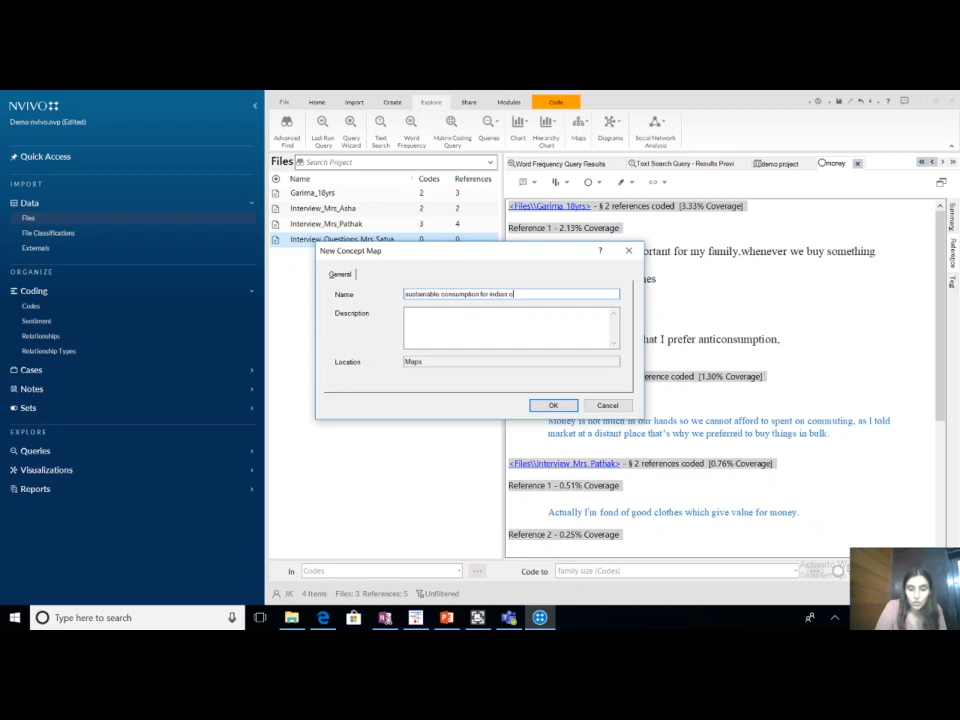 NVIVO
Demo nvivo.nvp (Edited)
Quick Access
IMPORT
Data
Files
File Classifications
Externals
ORGANIZE
Coding
Codes
Sentiment
Relationships
Relationship Types
Cases
Notes
Sets
EXPLORE
Queries
Visualizations
Reports
File Home Import Create Explore Share Modules Code
Advanced Find
Last Run Query
Query Wizard
Text Search
Word Frequency
Matrix Coding Query
Queries
Chart
Hierarchy Chart
Maps
Diagrams
Social Network Analysis
Files
Search Project
Name Codes References
Garima_18yrs 2 3
Interview_Mrs_Asha 2 2
Interview_Mrs_Pathak 3 4
Interview_Questions_Mrs Satya 0 0
Word Frequency Query Results
Text Search Query - Results Previ
demo project
money
<Files\\Garima_18yrs> - § 2 references coded [3.33% Coverage]
Reference 1 - 2.13% Coverage
ortant for my family,whenever we buy something
hat I prefer anticonsumption,
erence coded [1.30% Coverage]
Money is not much in our hands so we cannot afford to spent on commuting, as I told
market at a distant place that's why we preferred to buy things in bulk.
<Files\\Interview_Mrs_Pathak> - § 2 references coded [0.76% Coverage]
Reference 1 - 0.51% Coverage
Actually I'm fond of good clothes which give value for money.
Reference 2 - 0.25% Coverage
Summary
Reference
New Concept Map
General
Name sustainable consumption for indian c
Description
Location Maps
OK Cancel
In Codes
Code to family size (Codes)
JK 4 Items Files: 3 References: 5 Unfiltered
Type here to search